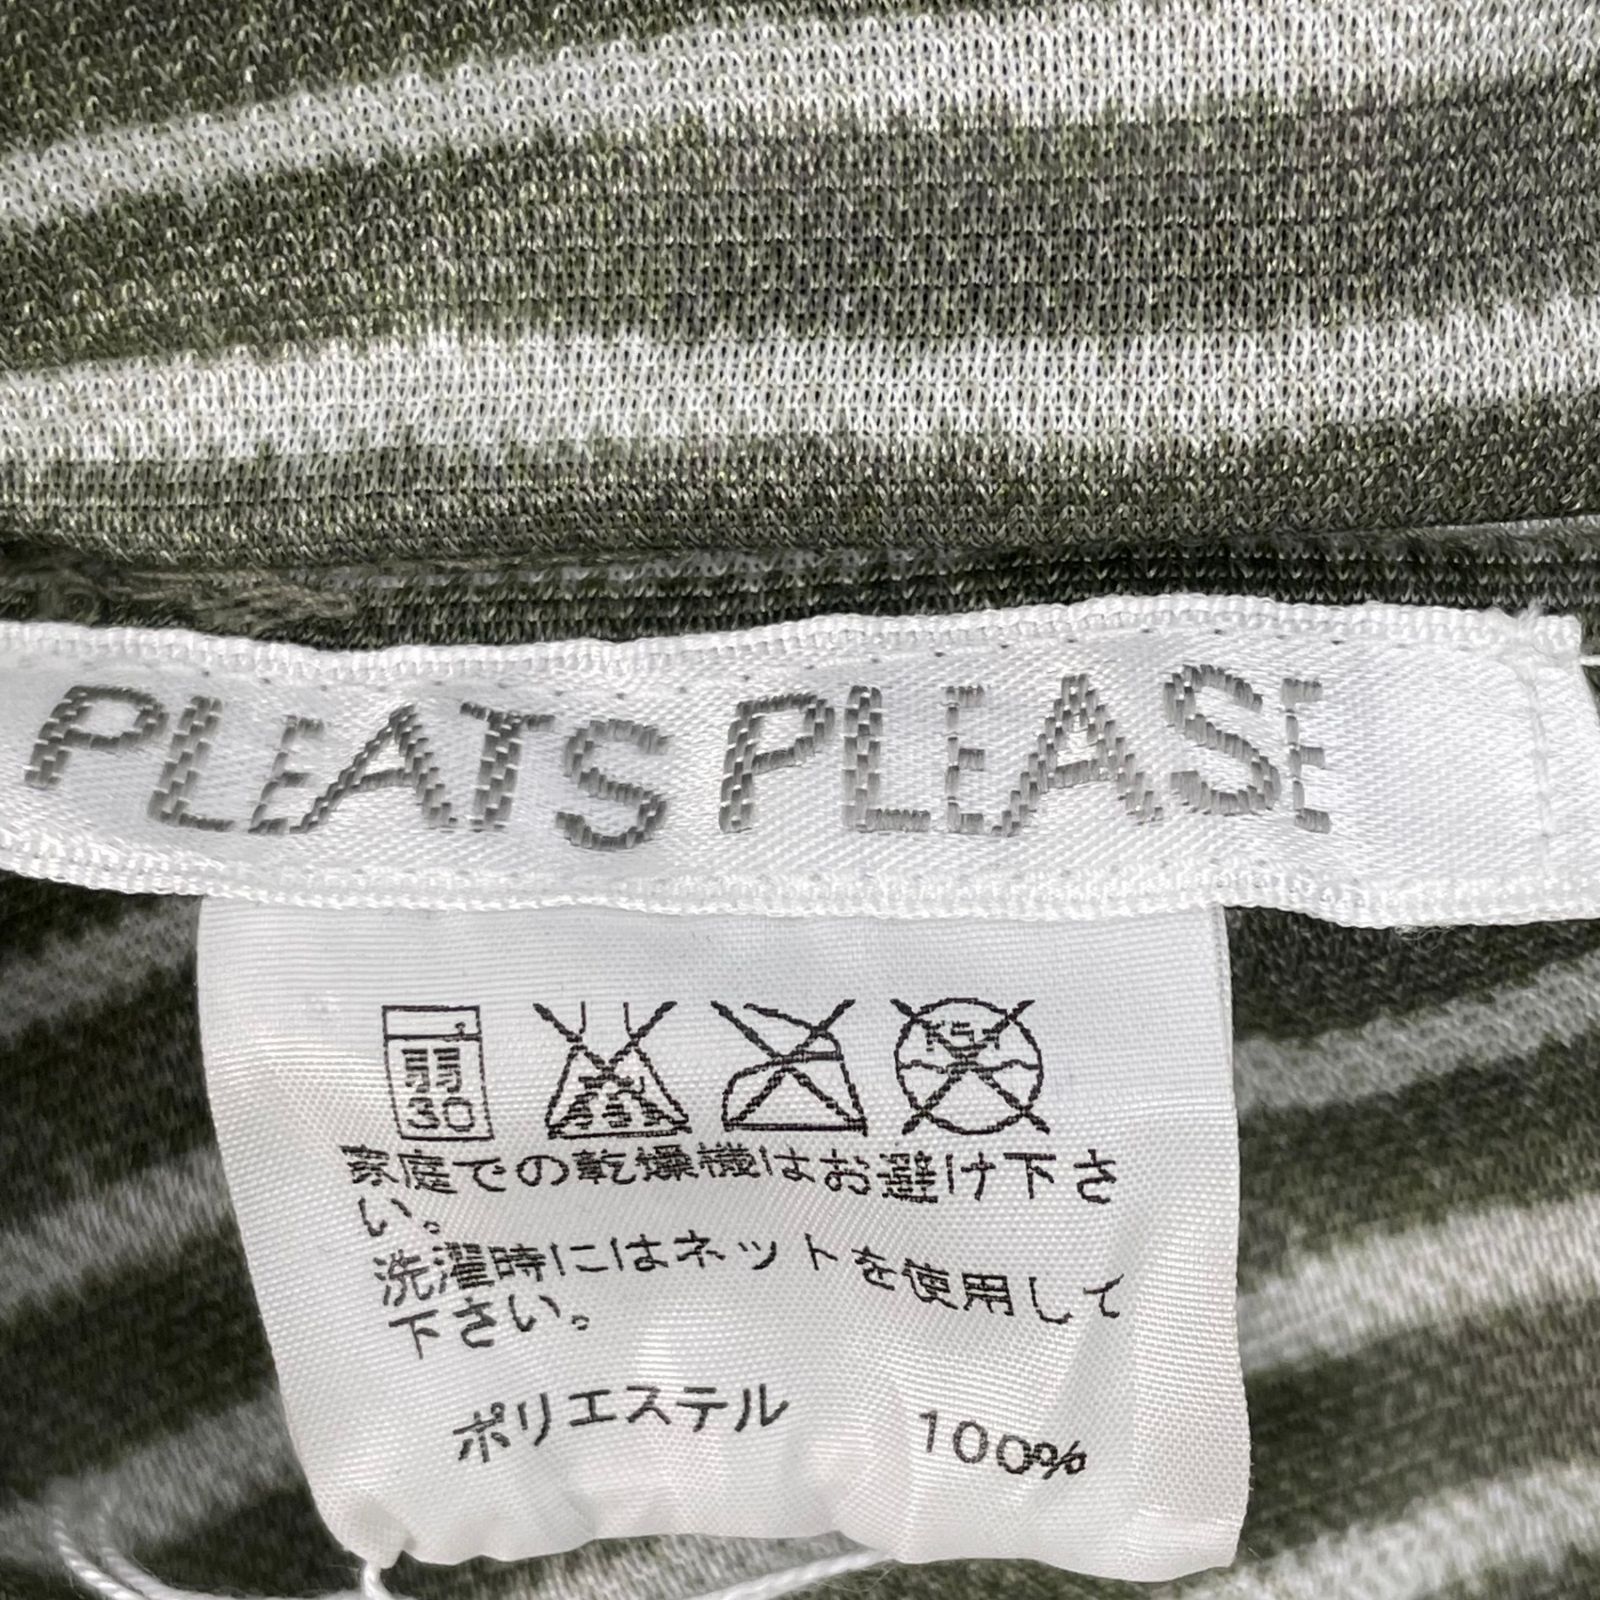 PLEATS PLEASE
30
家庭での乾燥機はお避け下さ
い。
洗濯時にはネットを使用して
下さい。
ポリエステル 100%